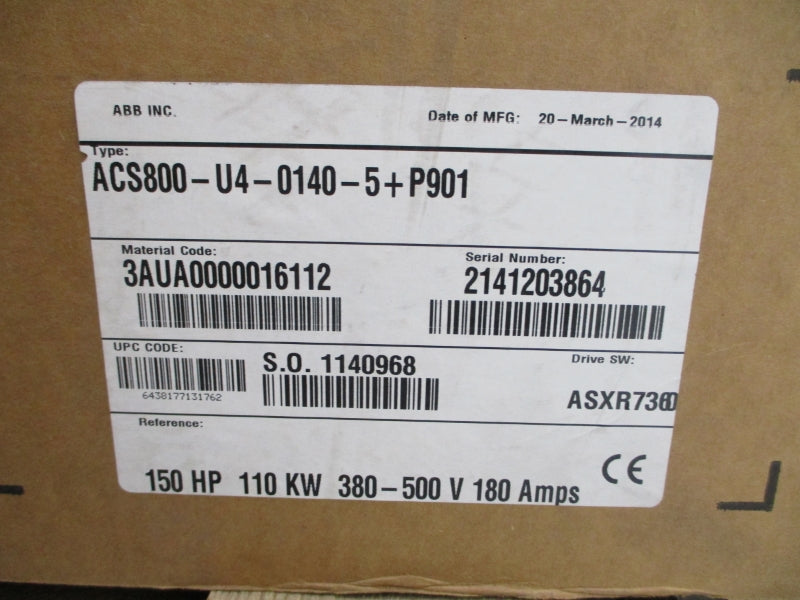 ABB INC. Date of MFG: 20-March-2014
Type:
ACS800-U4-0140-5+P901
Material Code: Serial Number:
3AUA0000016112 2141203864
UPC CODE: S.O. 1140968 Drive SW:
6438177131762 ASXR7360
Reference:
150 HP 110 KW 380-500 V 180 Amps CE